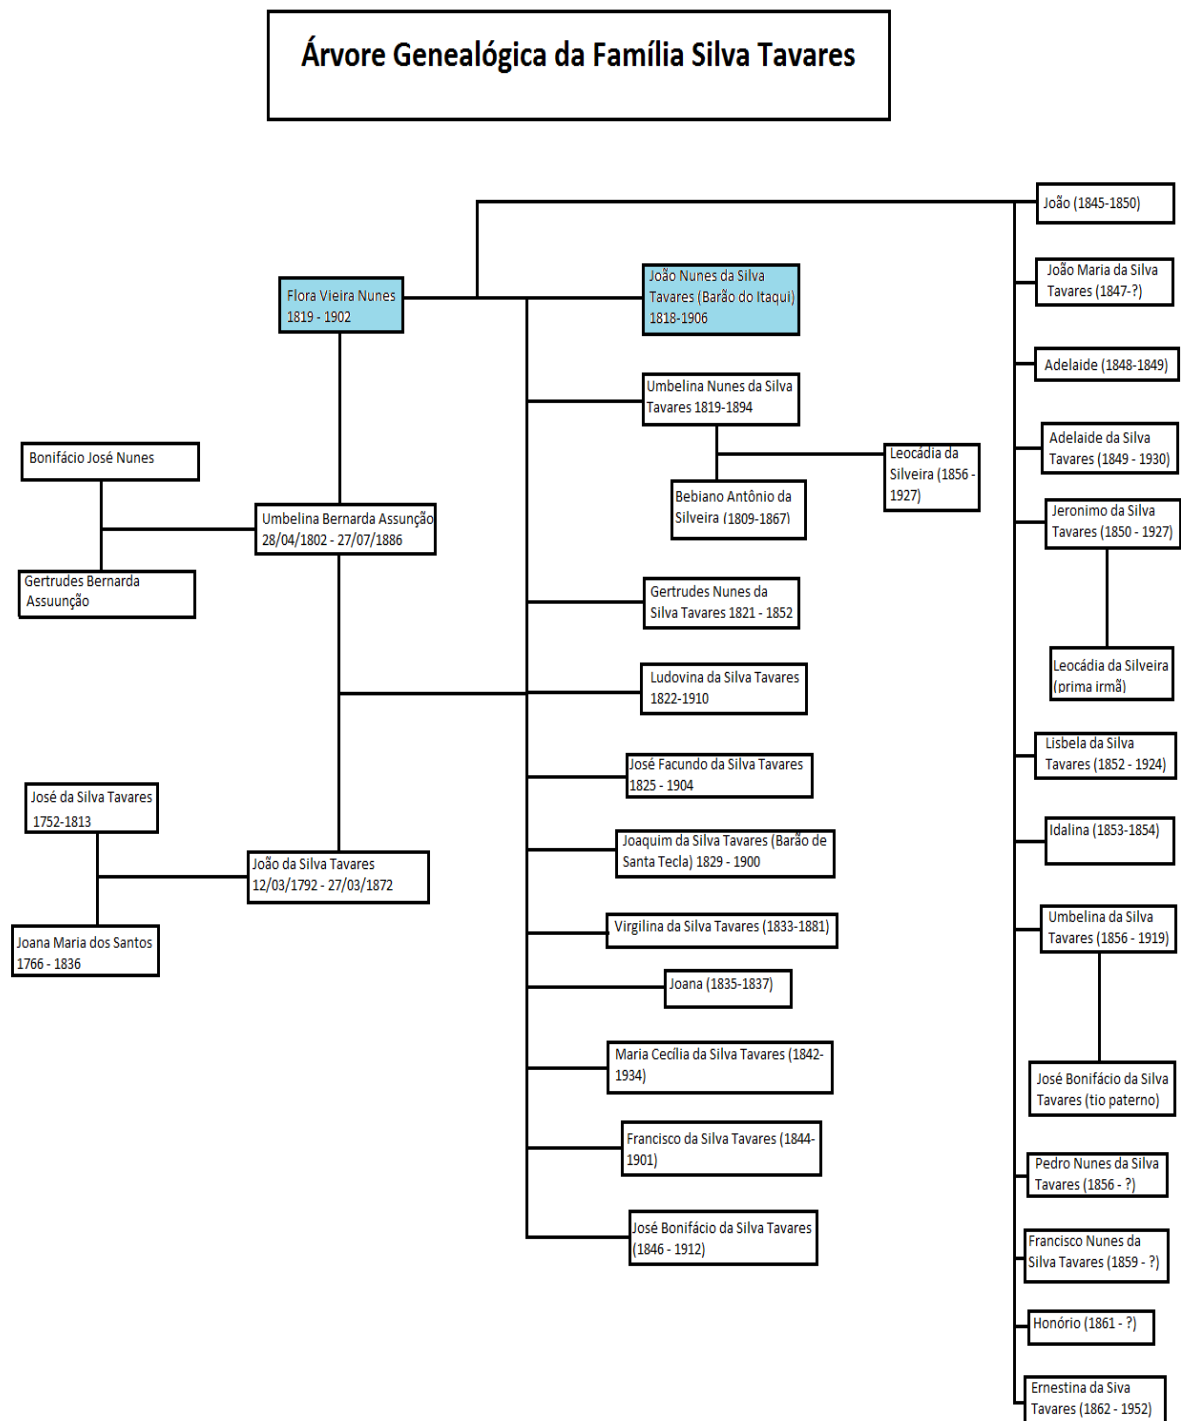 Árvore Genealógica da Família Silva Tavares
Flora Vieira Nunes
1819 - 1902
Bonifácio José Nunes
Umbelina Bernarda Assunção
28/04/1802 - 27/07/1886
Gertrudes Bernarda
Assuunção
José da Silva Tavares
1752-1813
João da Silva Tavares
12/03/1792 - 27/03/1872
Joana Maria dos Santos
1766 - 1836
João Nunes da Silva
Tavares (Barão do Itaqui)
1818-1906
Umbelina Nunes da Silva
Tavares 1819-1894
Leocádia da
Silveira (1856 -
1927)
Bebiano Antônio da
Silveira (1809-1867)
Gertrudes Nunes da
Silva Tavares 1821 - 1852
Ludovina da Silva Tavares
1822-1910
José Facundo da Silva Tavares
1825 - 1904
Joaquim da Silva Tavares (Barão de
Santa Tecla) 1829 - 1900
Virgilina da Silva Tavares (1833-1881)
Joana (1835-1837)
Maria Cecília da Silva Tavares (1842-
1934)
Francisco da Silva Tavares (1844-
1901)
José Bonifácio da Silva Tavares
(1846 - 1912)
João (1845-1850)
João Maria da Silva
Tavares (1847-?)
Adelaide (1848-1849)
Adelaide da Silva
Tavares (1849 - 1930)
Jeronimo da Silva
Tavares (1850 - 1927)
Leocádia da Silveira
(prima irmã)
Lisbela da Silva
Tavares (1852 - 1924)
Idalina (1853-1854)
Umbelina da Silva
Tavares (1856 - 1919)
José Bonifácio da Silva
Tavares (tio paterno)
Pedro Nunes da Silva
Tavares (1856 - ?)
Francisco Nunes da
Silva Tavares (1859 - ?)
Honório (1861 - ?)
Ernestina da Siva
Tavares (1862 - 1952)